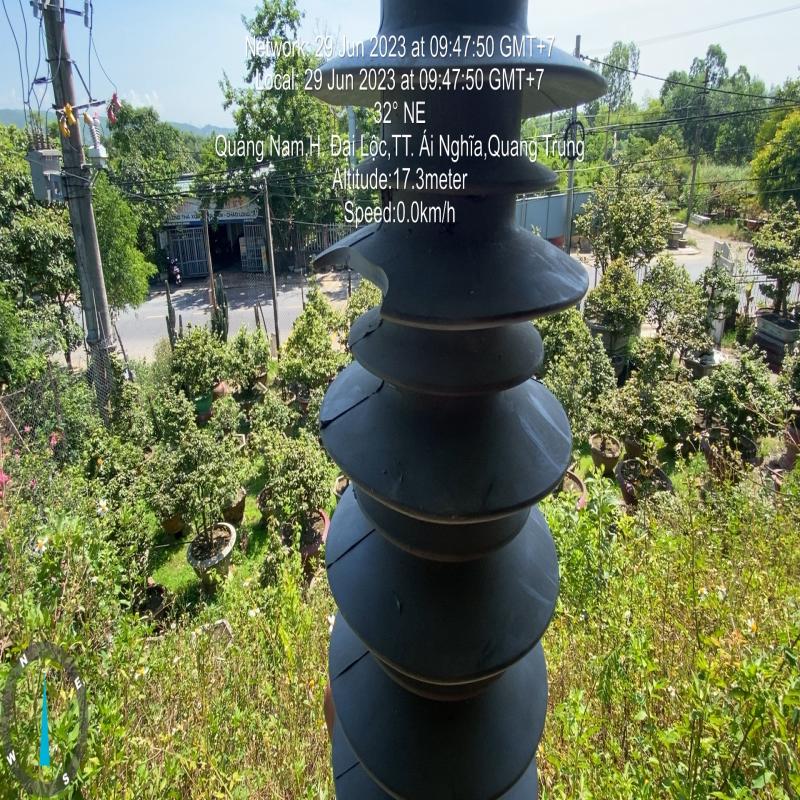 Network: 29 Jun 2023 at 09:47:50 GMT+7
Local: 29 Jun 2023 at 09:47:50 GMT+7
32° NE
Quảng Nam,H. Đại Lộc,TT. Ái Nghĩa,Quang Trung
Altitude:17.3meter
Speed:0.0km/h
N
E
W
S